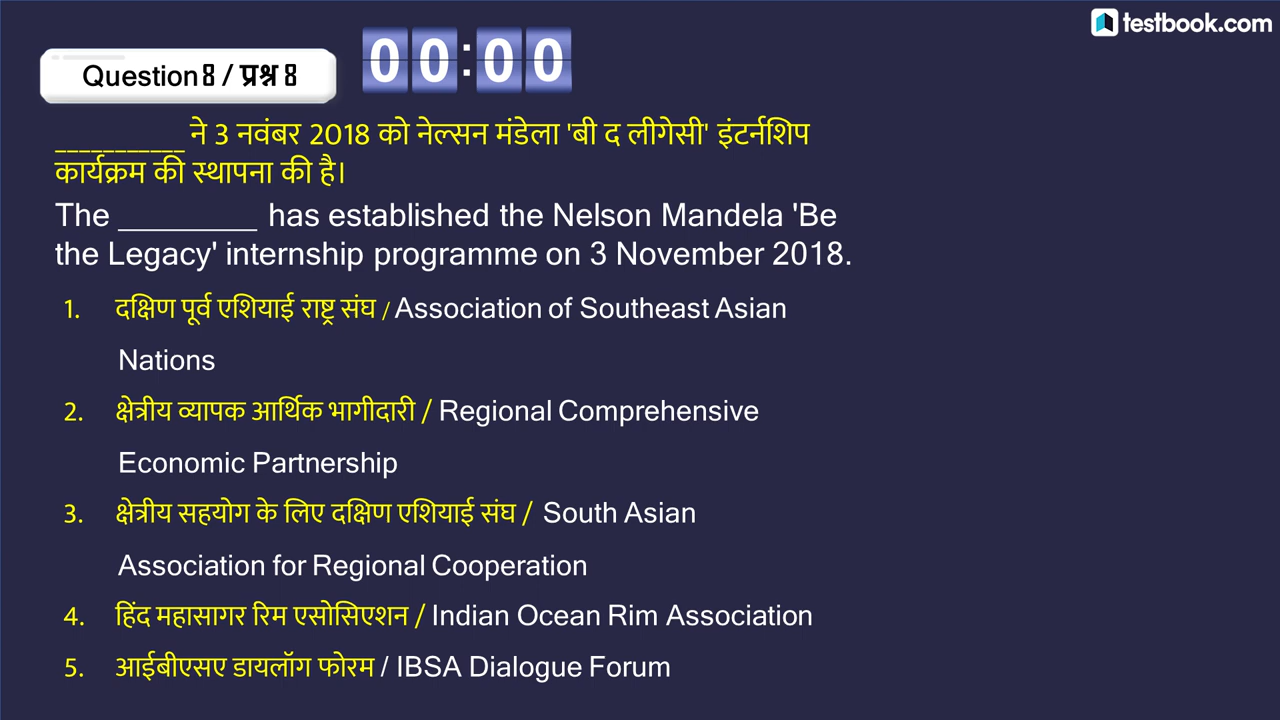 testbook.com
Question 8 / प्रश्न 8
00:00
___________ ने 3 नवंबर 2018 को नेल्सन मंडेला 'बी द लीगेसी' इंटर्नशिप
कार्यक्रम की स्थापना की है।
The ________ has established the Nelson Mandela 'Be
the Legacy' internship programme on 3 November 2018.
1. दक्षिण पूर्व एशियाई राष्ट्र संघ / Association of Southeast Asian
Nations
2. क्षेत्रीय व्यापक आर्थिक भागीदारी / Regional Comprehensive
Economic Partnership
3. क्षेत्रीय सहयोग के लिए दक्षिण एशियाई संघ / South Asian
Association for Regional Cooperation
4. हिंद महासागर रिम एसोसिएशन / Indian Ocean Rim Association
5. आईबीएसए डायलॉग फोरम / IBSA Dialogue Forum